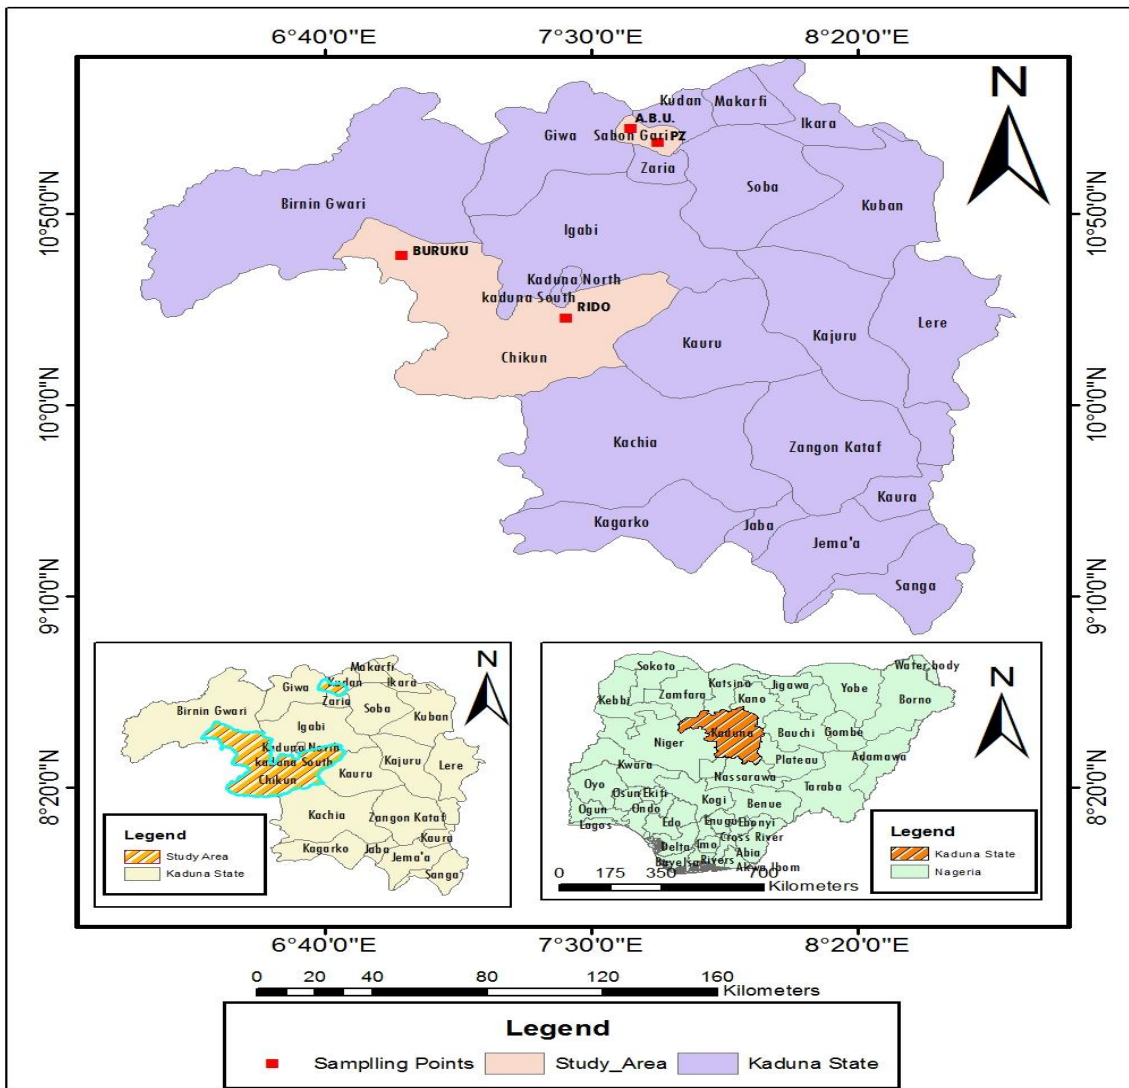 6°40'0"E 7°30'0"E 8°20'0"E
N
Kudan Makarfi
A.B.U. Ikara
Giwa Sabon Gari PZ
Zaria
Soba
Birnin Gwari Kuban
10°50'0"N 10°50'0"N
Igabi
BURUKU
Kaduna North
kaduna South
RIDO
Lere
Kajuru
Kauru
Chikun
10°0'0"N 10°0'0"N
Kachia Zangon Kataf
Kaura
Kagarko Jaba
Jema'a
Sanga
9°10'0"N 9°10'0"N
N
Makarfi
Giwa Kudan Ikara
Zaria
Birnin Gwari Soba Kuban
Igabi
Kaduna North
kaduna South Kajuru Lere
Chikun Kauru
Kachia Zangon Kataf
Kaura
Kagarko Jaba
Jema'a
Sanga
Legend
Study Area
Kaduna State
N
Sokoto Water body
Katsina Jigawa Yobe
Kebbi Zamfara Kano Borno
Kaduna Bauchi Gombe
Niger Adamawa
Kwara Plateau
Nassarawa
Oyo Taraba
Osun Ekiti Kogi Benue
Ogun Ondo
Lagos Edo Enugu Ebonyi
Cross River
Delta Imo Abia
Bayelsa Rivers Akwa Ibom
0 175 350 700
Kilometers
Legend
Kaduna State
Nageria
8°20'0"N 8°20'0"N
6°40'0"E 7°30'0"E 8°20'0"E
0 20 40 80 120 160
Kilometers
Legend
Samplling Points Study_Area Kaduna State